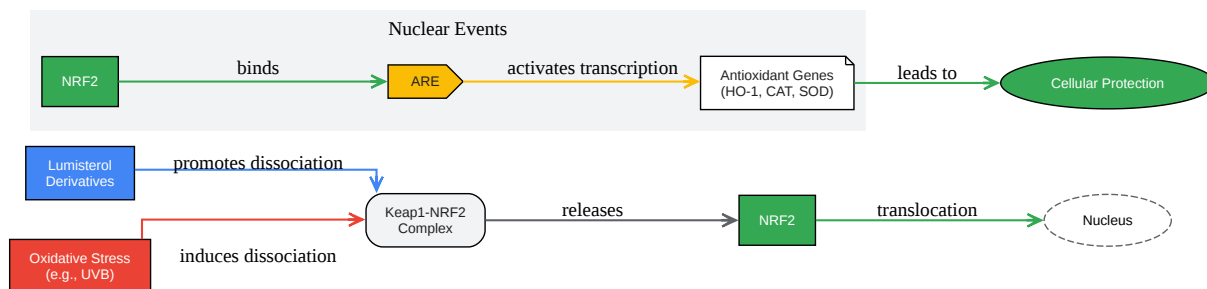 Nuclear Events
NRF2
binds
ARE
activates transcription
Antioxidant Genes
(HO-1, CAT, SOD)
leads to
Cellular Protection
Lumisterol
Derivatives
promotes dissociation
Keap1-NRF2
Complex
releases
NRF2
translocation
Nucleus
Oxidative Stress
(e.g., UVB)
induces dissociation